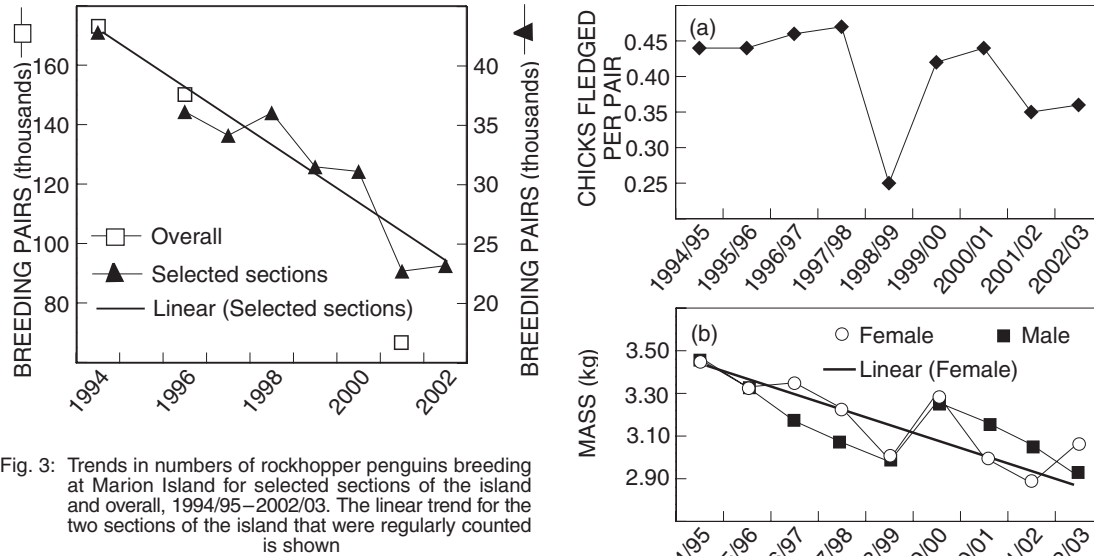 BREEDING PAIRS (thousands)
160
140
120
100
80
Overall
Selected sections
Linear (Selected sections)
1994
1996
1998
2000
2002
40
35
30
25
20
BREEDING PAIRS (thousands)
Fig. 3: Trends in numbers of rockhopper penguins breeding
at Marion Island for selected sections of the island
and overall, 1994/95–2002/03. The linear trend for the
two sections of the island that were regularly counted
is shown
(a)
CHICKS FLEDGED
PER PAIR
0.45
0.40
0.35
0.30
0.25
1994/95
1995/96
1996/97
1997/98
1998/99
1999/00
2000/01
2001/02
2002/03
(b)
Female
Male
Linear (Female)
MASS (kg)
3.50
3.30
3.10
2.90